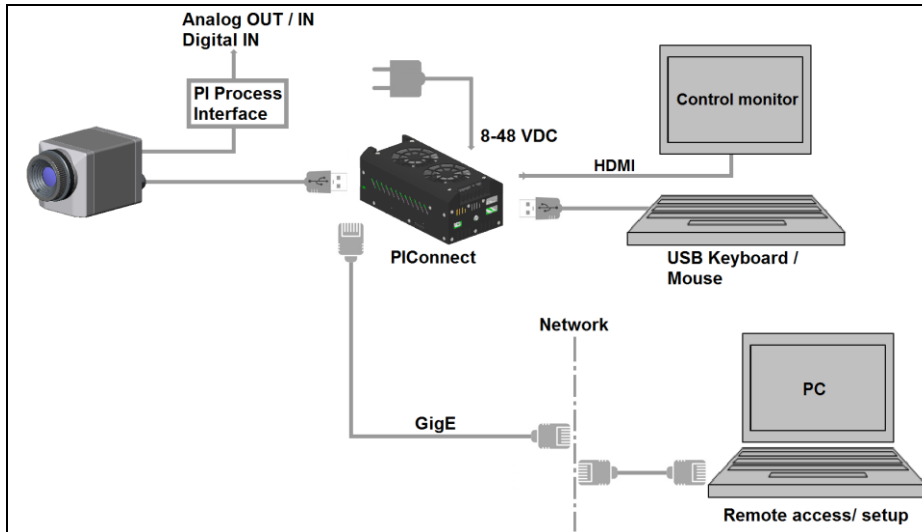 Analog OUT / IN
Digital IN
PI Process
Interface
8-48 VDC
Control monitor
HDMI
PIConnect
USB Keyboard /
Mouse
Network
PC
GigE
Remote access/ setup